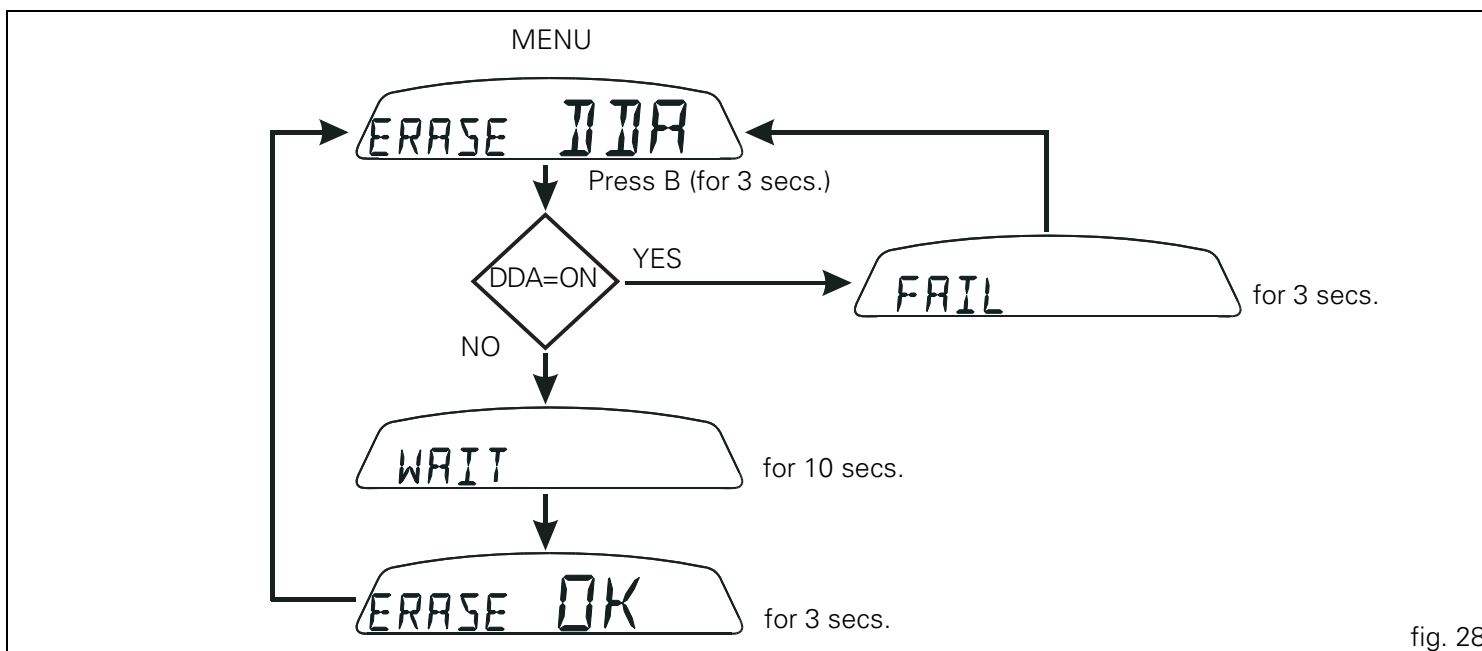 MENU
ERASE DDA
Press B (for 3 secs.)
DDA=ON
YES
FAIL
for 3 secs.
NO
WAIT
for 10 secs.
ERASE OK
for 3 secs.
fig. 28